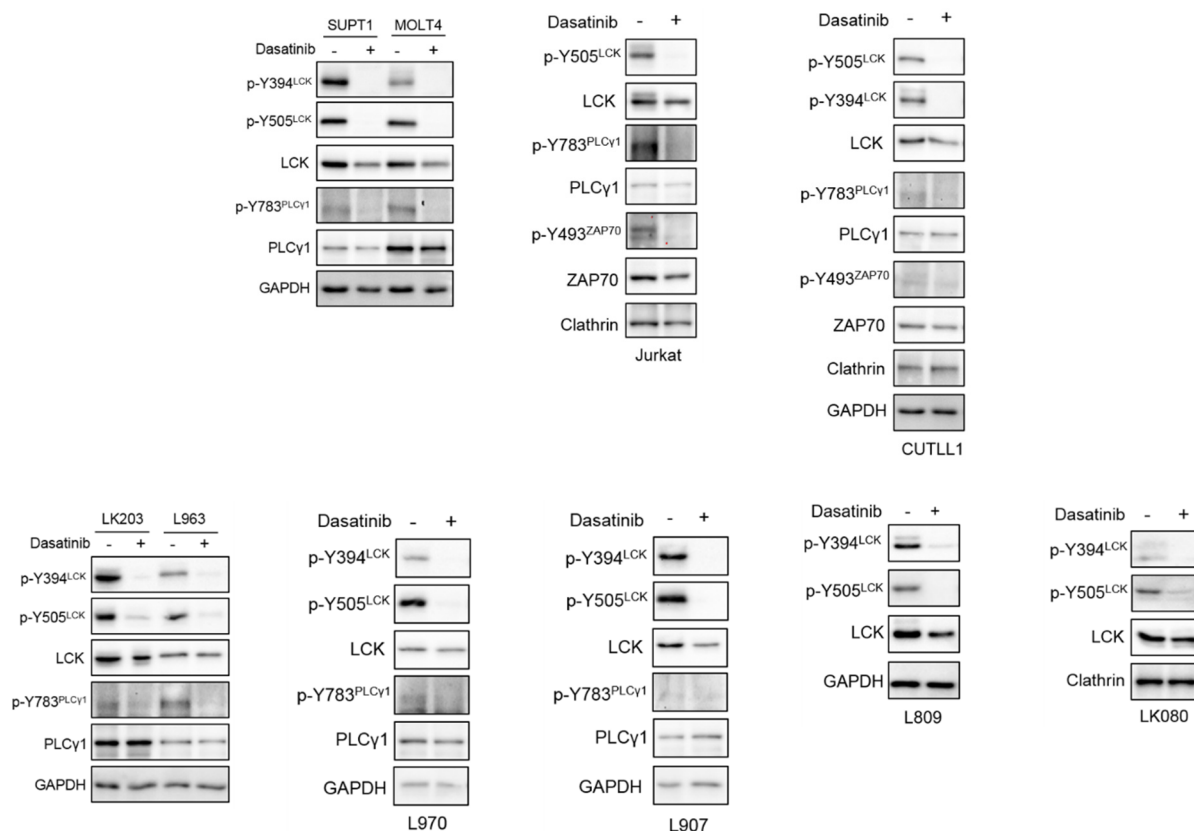 SUPT1 MOLT4
Dasatinib - + - +
p-Y394LCK
p-Y505LCK
LCK
p-Y783PLCγ1
PLCγ1
GAPDH
Dasatinib - +
p-Y505LCK
LCK
p-Y783PLCγ1
PLCγ1
p-Y493ZAP70
ZAP70
Clathrin
Jurkat
Dasatinib - +
p-Y505LCK
p-Y394LCK
LCK
p-Y783PLCγ1
PLCγ1
p-Y493ZAP70
ZAP70
Clathrin
GAPDH
CUTLL1
LK203 L963
Dasatinib - + - +
p-Y394LCK
p-Y505LCK
LCK
p-Y783PLCγ1
PLCγ1
GAPDH
Dasatinib - +
p-Y394LCK
p-Y505LCK
LCK
p-Y783PLCγ1
PLCγ1
GAPDH
L970
Dasatinib - +
p-Y394LCK
p-Y505LCK
LCK
p-Y783PLCγ1
PLCγ1
GAPDH
L907
Dasatinib - +
p-Y394LCK
p-Y505LCK
LCK
GAPDH
L809
Dasatinib - +
p-Y394LCK
p-Y505LCK
LCK
Clathrin
LK080